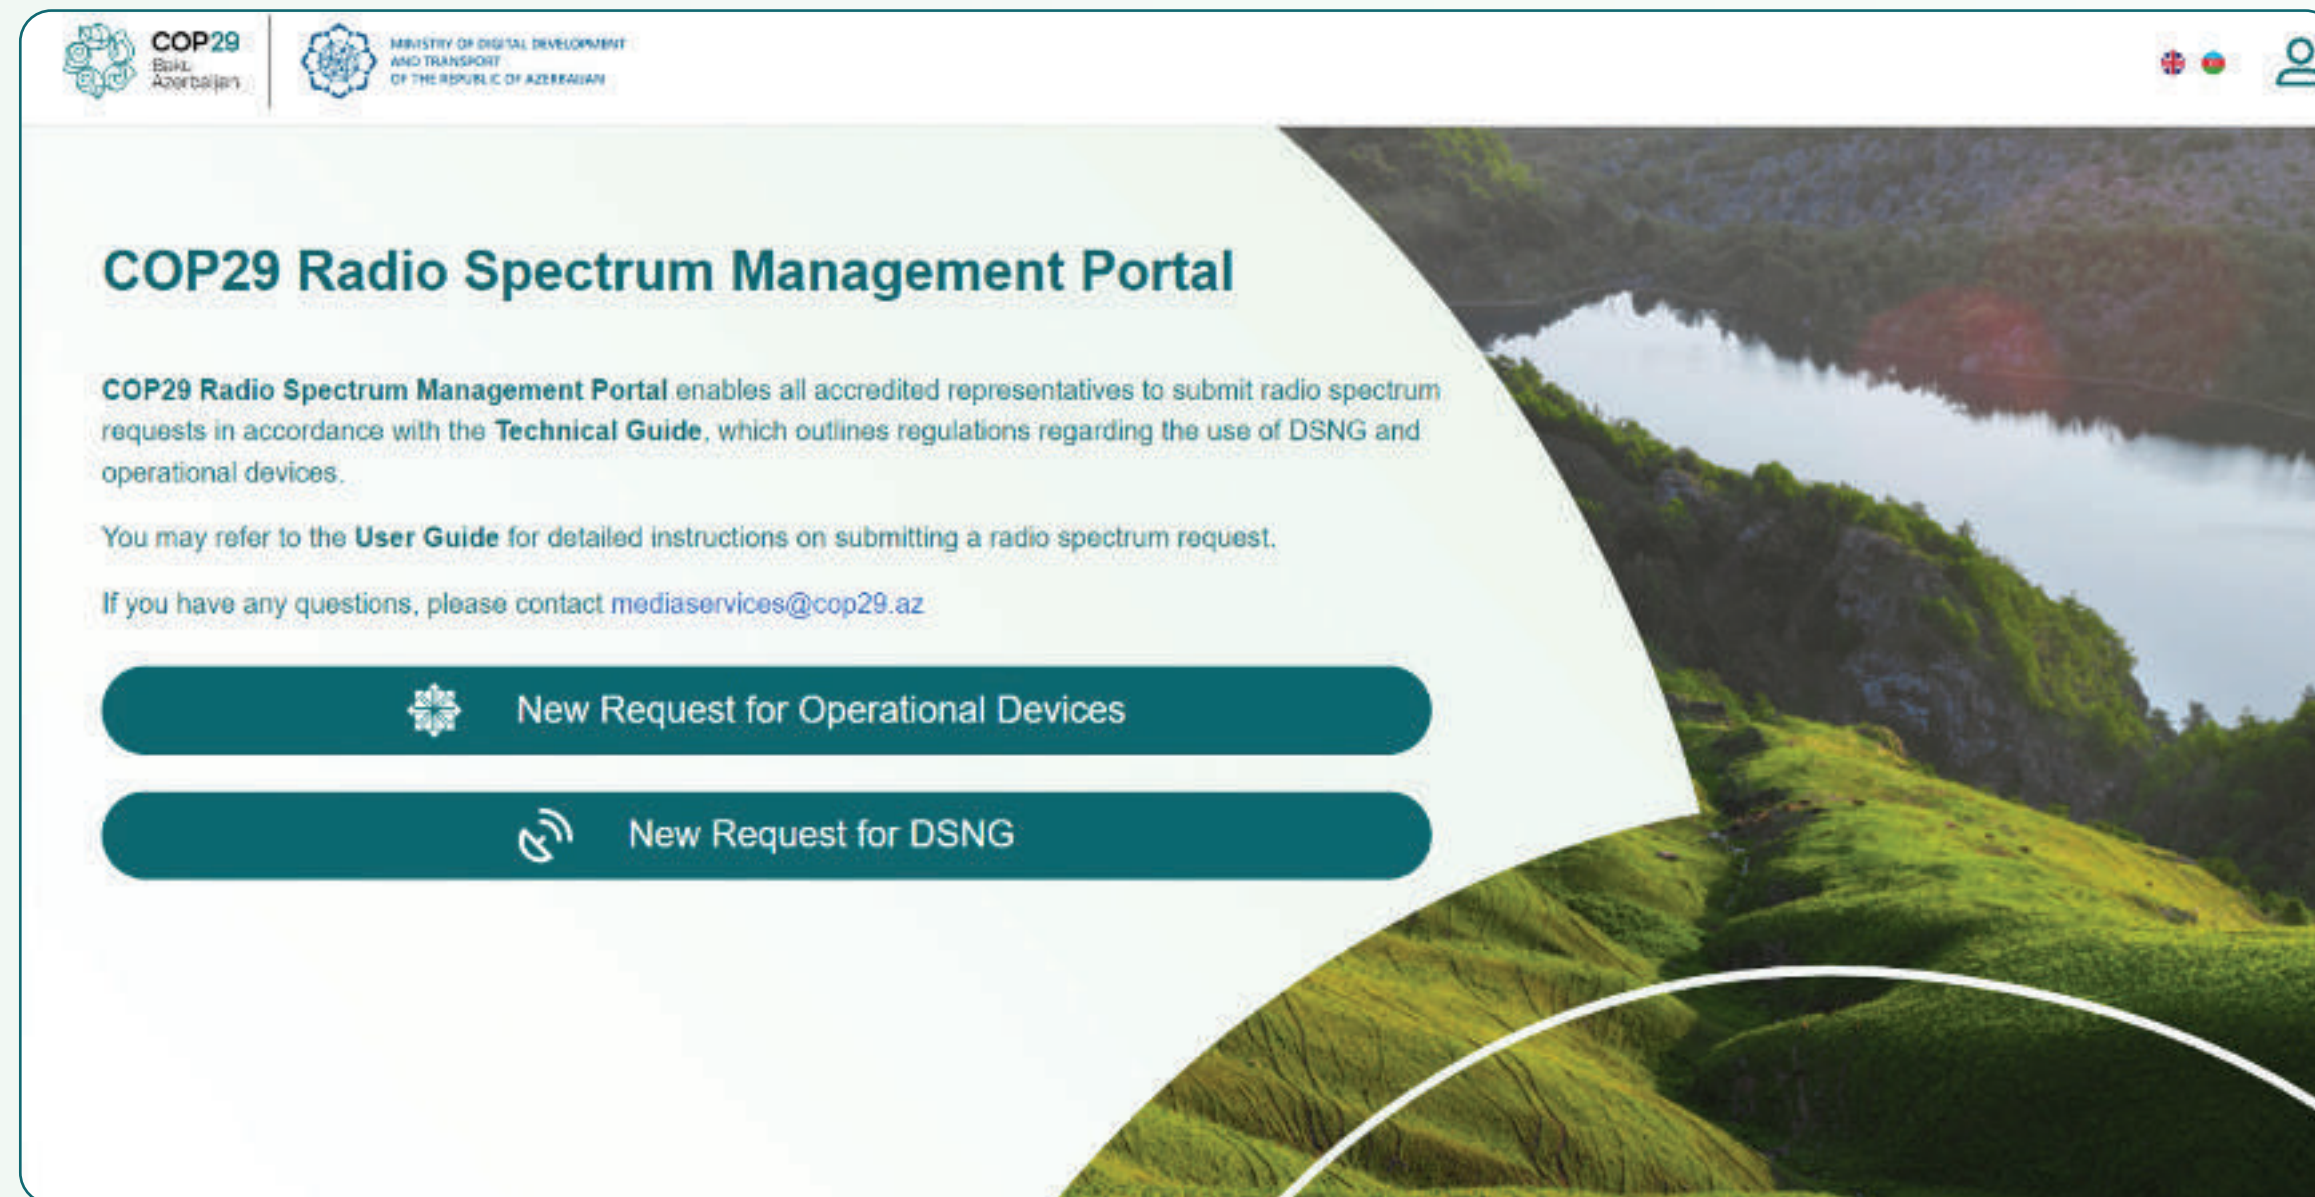 COP29
Baku
Azerbaijan
MINISTRY OF DIGITAL DEVELOPMENT
AND TRANSPORT
OF THE REPUBLIC OF AZERBAIJAN
COP29 Radio Spectrum Management Portal
COP29 Radio Spectrum Management Portal enables all accredited representatives to submit radio spectrum
requests in accordance with the Technical Guide, which outlines regulations regarding the use of DSNG and
operational devices.
You may refer to the User Guide for detailed instructions on submitting a radio spectrum request.
If you have any questions, please contact mediaservices@cop29.az
New Request for Operational Devices
New Request for DSNG